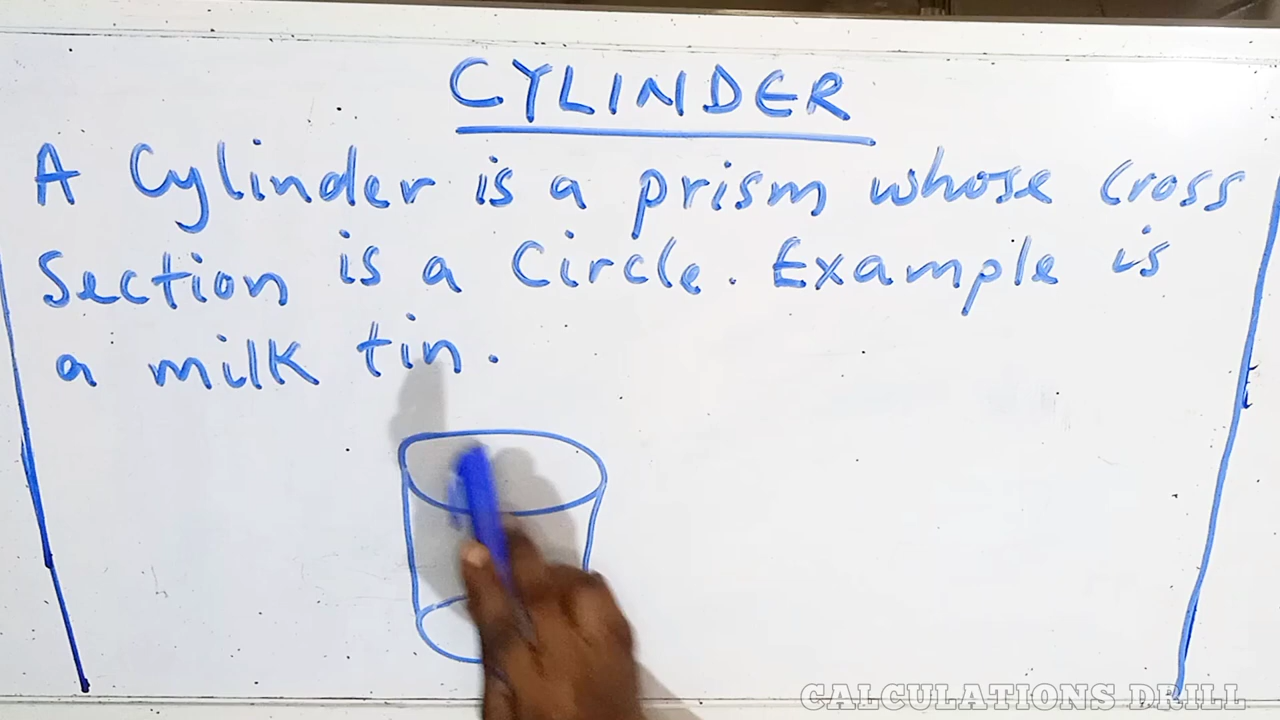 CYLINDER
A Cylinder is a prism whose Cross
Section is a Circle. Example is
a milk tin.
CALCULATIONS DRILL